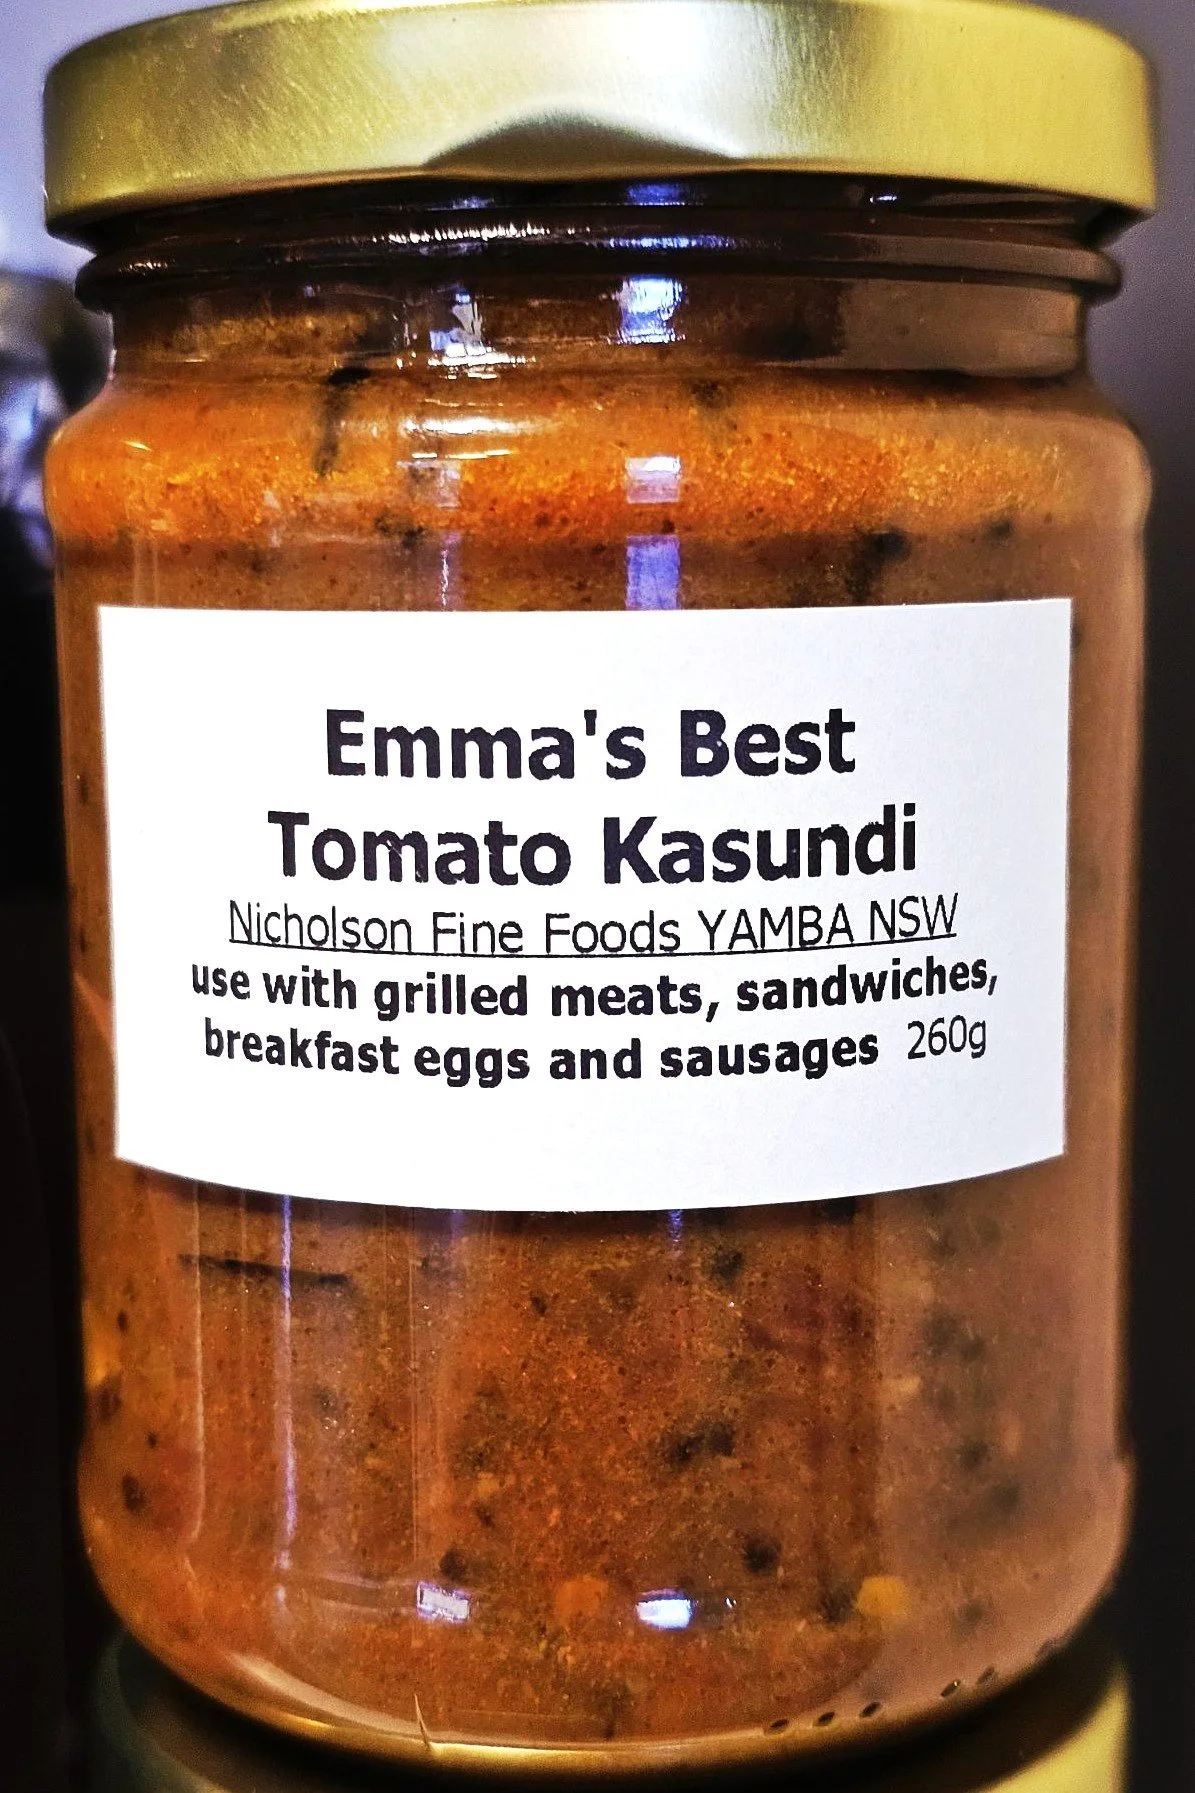 Emma's Best
Tomato Kasundi
Nicholson Fine Foods YAMBA NSW
use with grilled meats, sandwiches,
breakfast eggs and sausages 260g